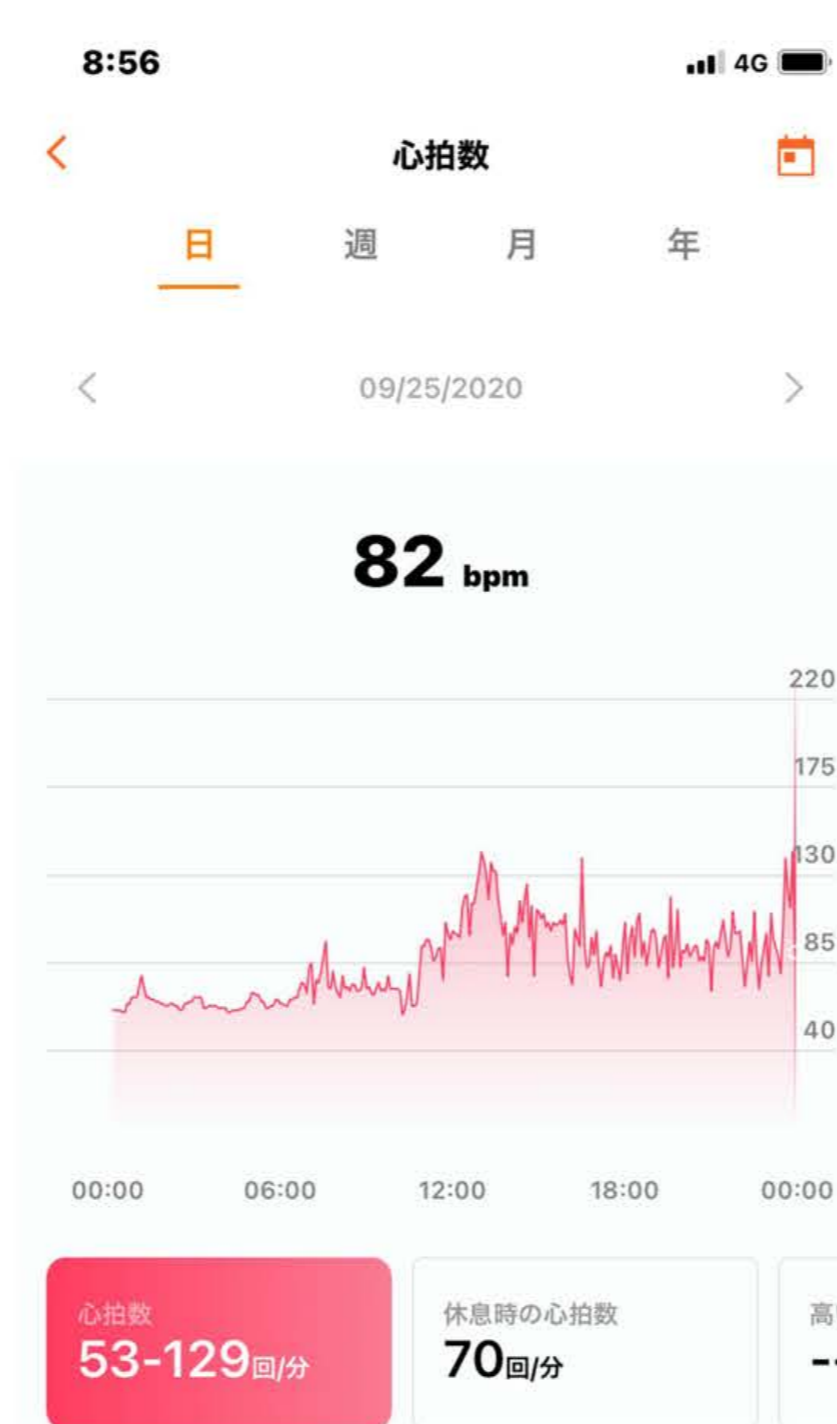 8:56 4G
心拍数
日 週 月 年
09/25/2020
82 bpm
220
175
130
85
40
00:00 06:00 12:00 18:00 00:00
心拍数 休息時の心拍数 高
53-129回/分 70回/分 --